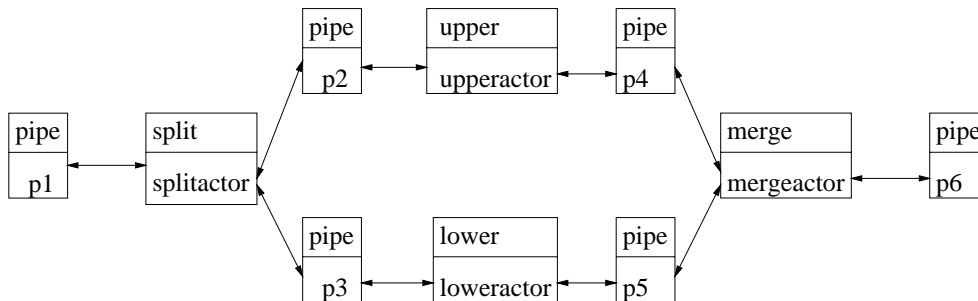 pipe
p1
split
splitactor
pipe
p2
upper
upperactor
pipe
p4
pipe
p3
lower
loweractor
pipe
p5
merge
mergeactor
pipe
p6